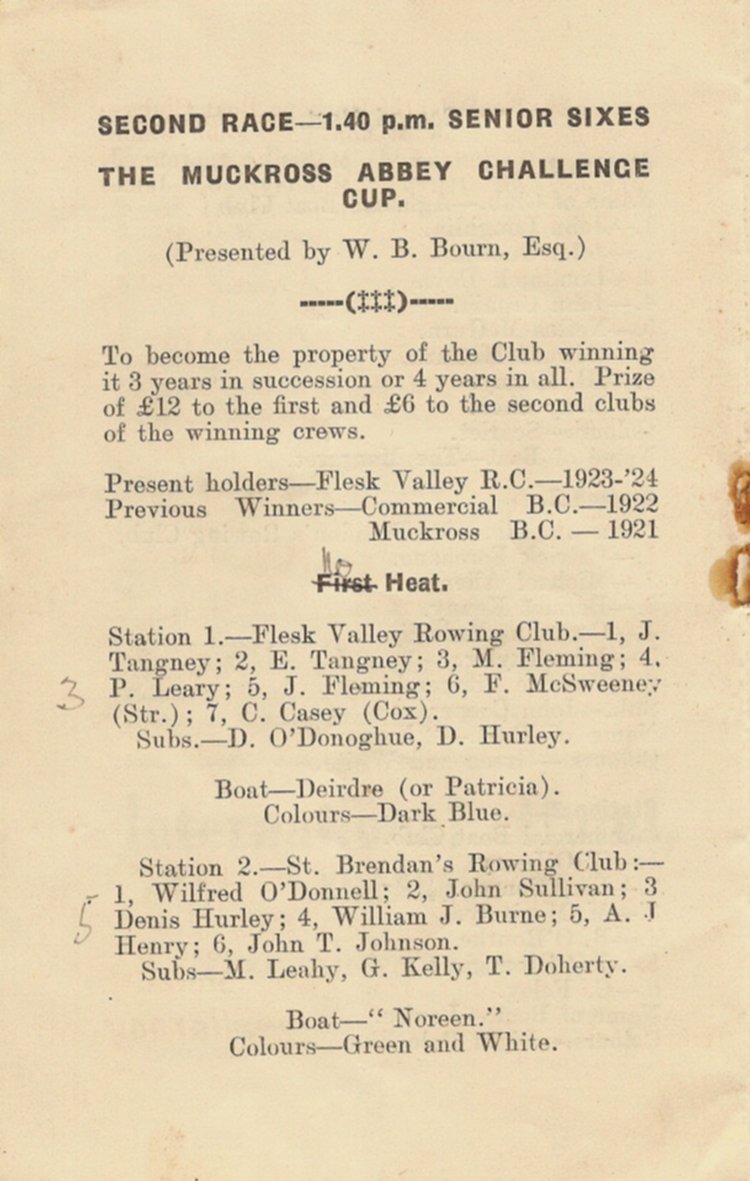 SECOND RACE—1.40 p.m. SENIOR SIXES
THE MUCKROSS ABBEY CHALLENGE
CUP.
(Presented by W. B. Bourn, Esq.)
-----(‡‡‡)-----
To become the property of the Club winning
it 3 years in succession or 4 years in all. Prize
of £12 to the first and £6 to the second clubs
of the winning crews.
Present holders—Flesk Valley R.C.—1923-'24
Previous Winners—Commercial B.C.—1922
Muckross B.C. — 1921
No
First Heat.
Station 1.—Flesk Valley Rowing Club.—1, J.
Tangney; 2, E. Tangney; 3, M. Fleming; 4.
3 P. Leary; 5, J. Fleming; 6, F. McSweeney
(Str.); 7, C. Casey (Cox).
Subs.—D. O'Donoghue, D. Hurley.
Boat—Deirdre (or Patricia).
Colours—Dark Blue.
Station 2.—St. Brendan's Rowing Club:—
1, Wilfred O'Donnell; 2, John Sullivan; 3
5 Denis Hurley; 4, William J. Burne; 5, A. J
Henry; 6, John T. Johnson.
Subs—M. Leahy, G. Kelly, T. Doherty.
Boat—" Noreen."
Colours—Green and White.